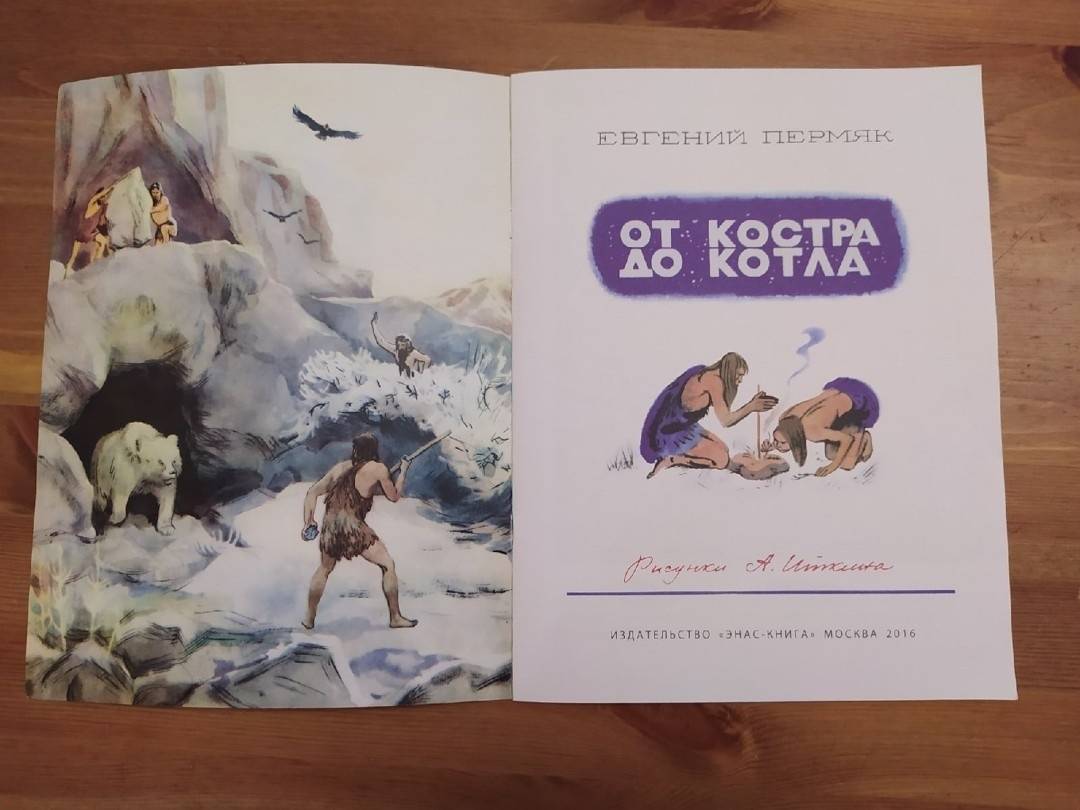 ЕВГЕНИЙ ПЕРМЯК
ОТ КОСТРА
ДО КОТЛА
Рисунки А. Иткина
ИЗДАТЕЛЬСТВО «ЭНАС-КНИГА» МОСКВА 2016